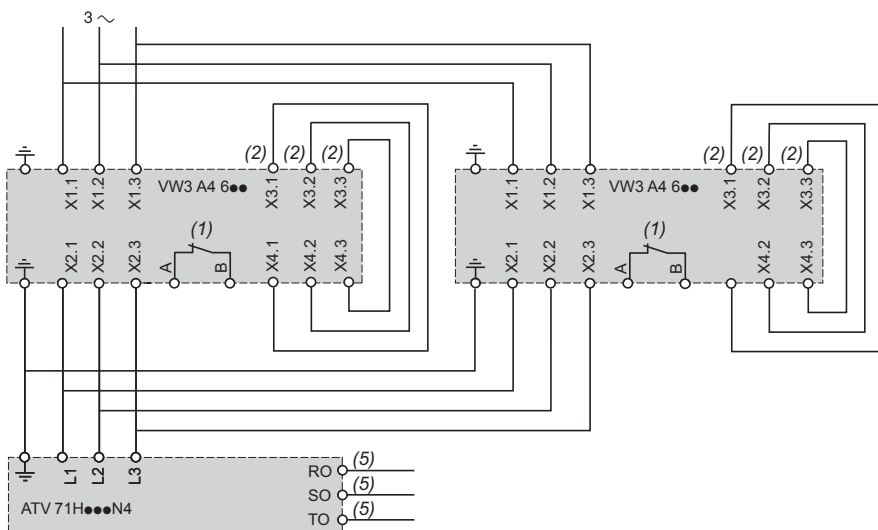 3 ~
(2) (2) (2)
(2) (2) (2)
X1.1 X1.2 X1.3 VW3 A4 6●● X3.1 X3.2 X3.3
X1.1 X1.2 X1.3 VW3 A4 6●● X3.1 X3.2 X3.3
(1)
(1)
X2.1 X2.2 X2.3 A B X4.1 X4.2 X4.3
X2.1 X2.2 X2.3 A B X4.2 X4.3
L1 L2 L3
RO (5)
SO (5)
ATV 71H●●●N4
TO (5)